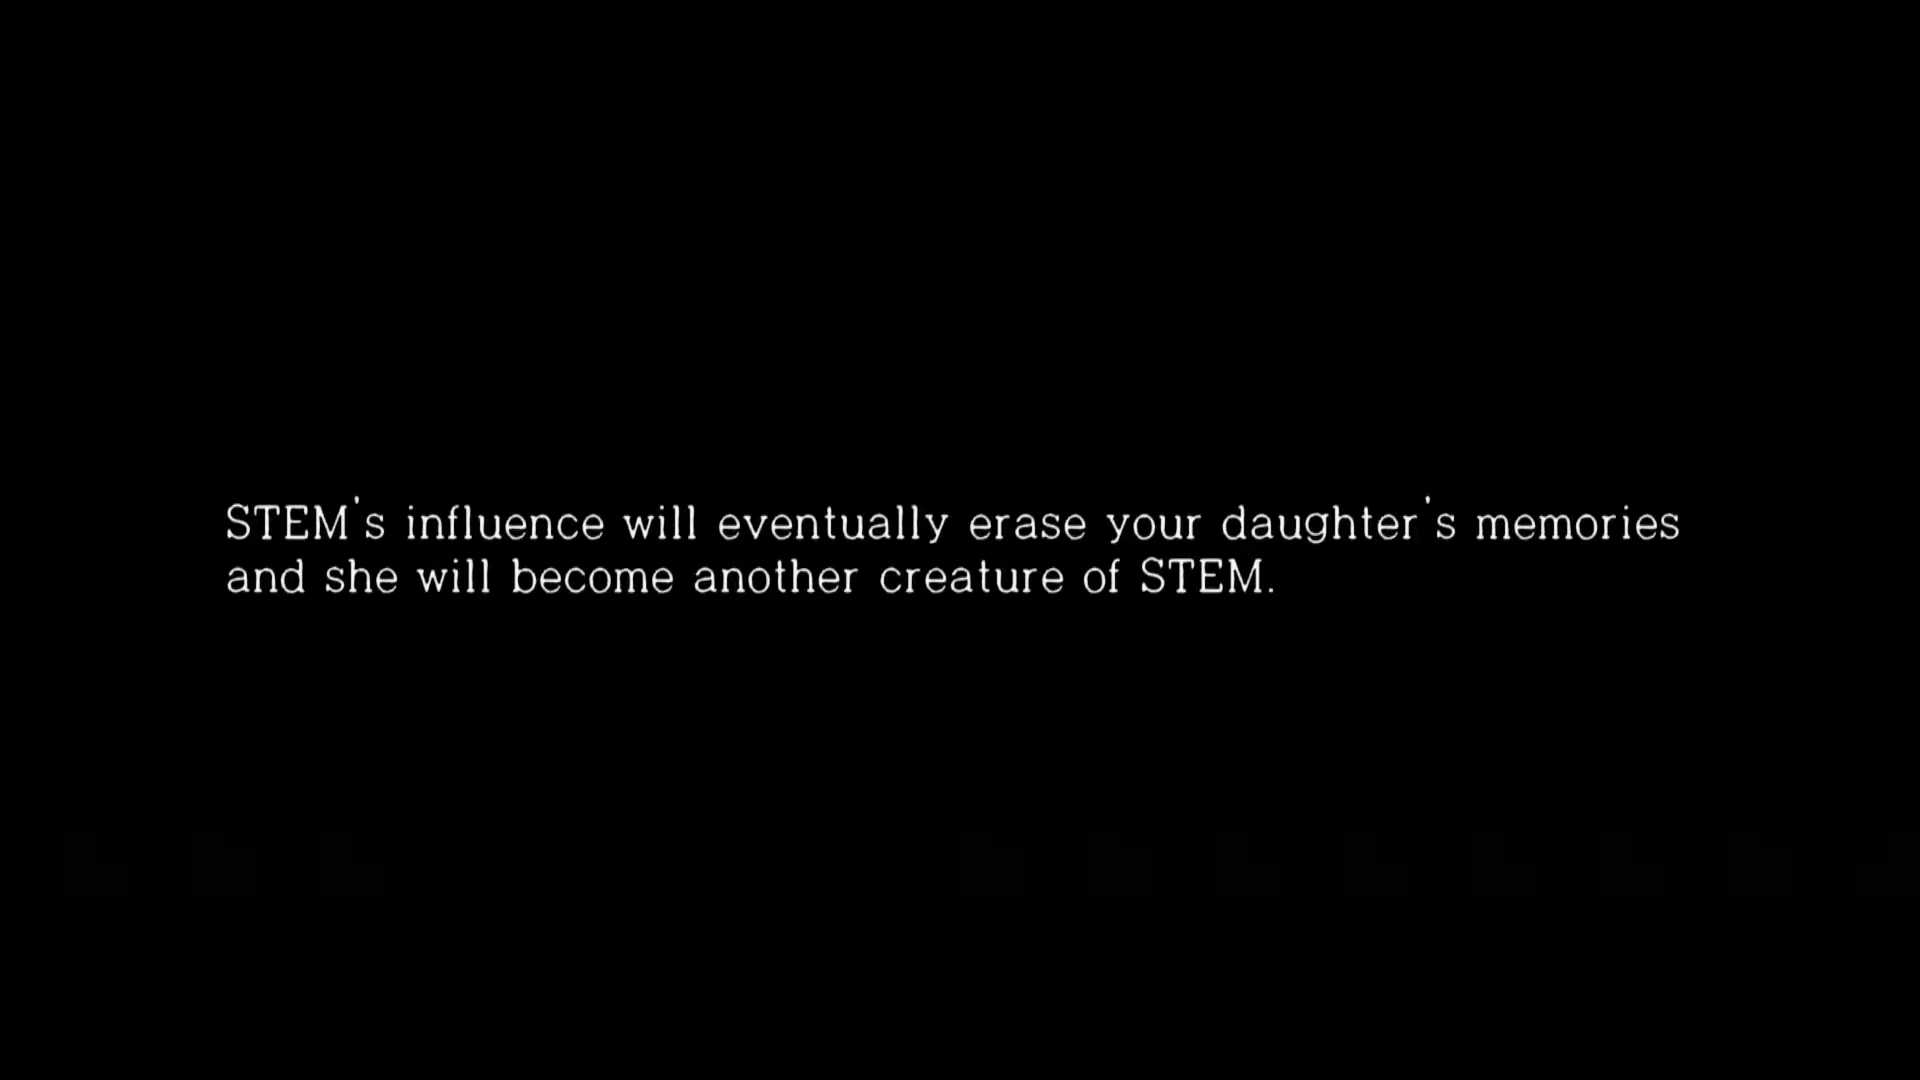 STEM's influence will eventually erase your daughter's memories
and she will become another creature of STEM.